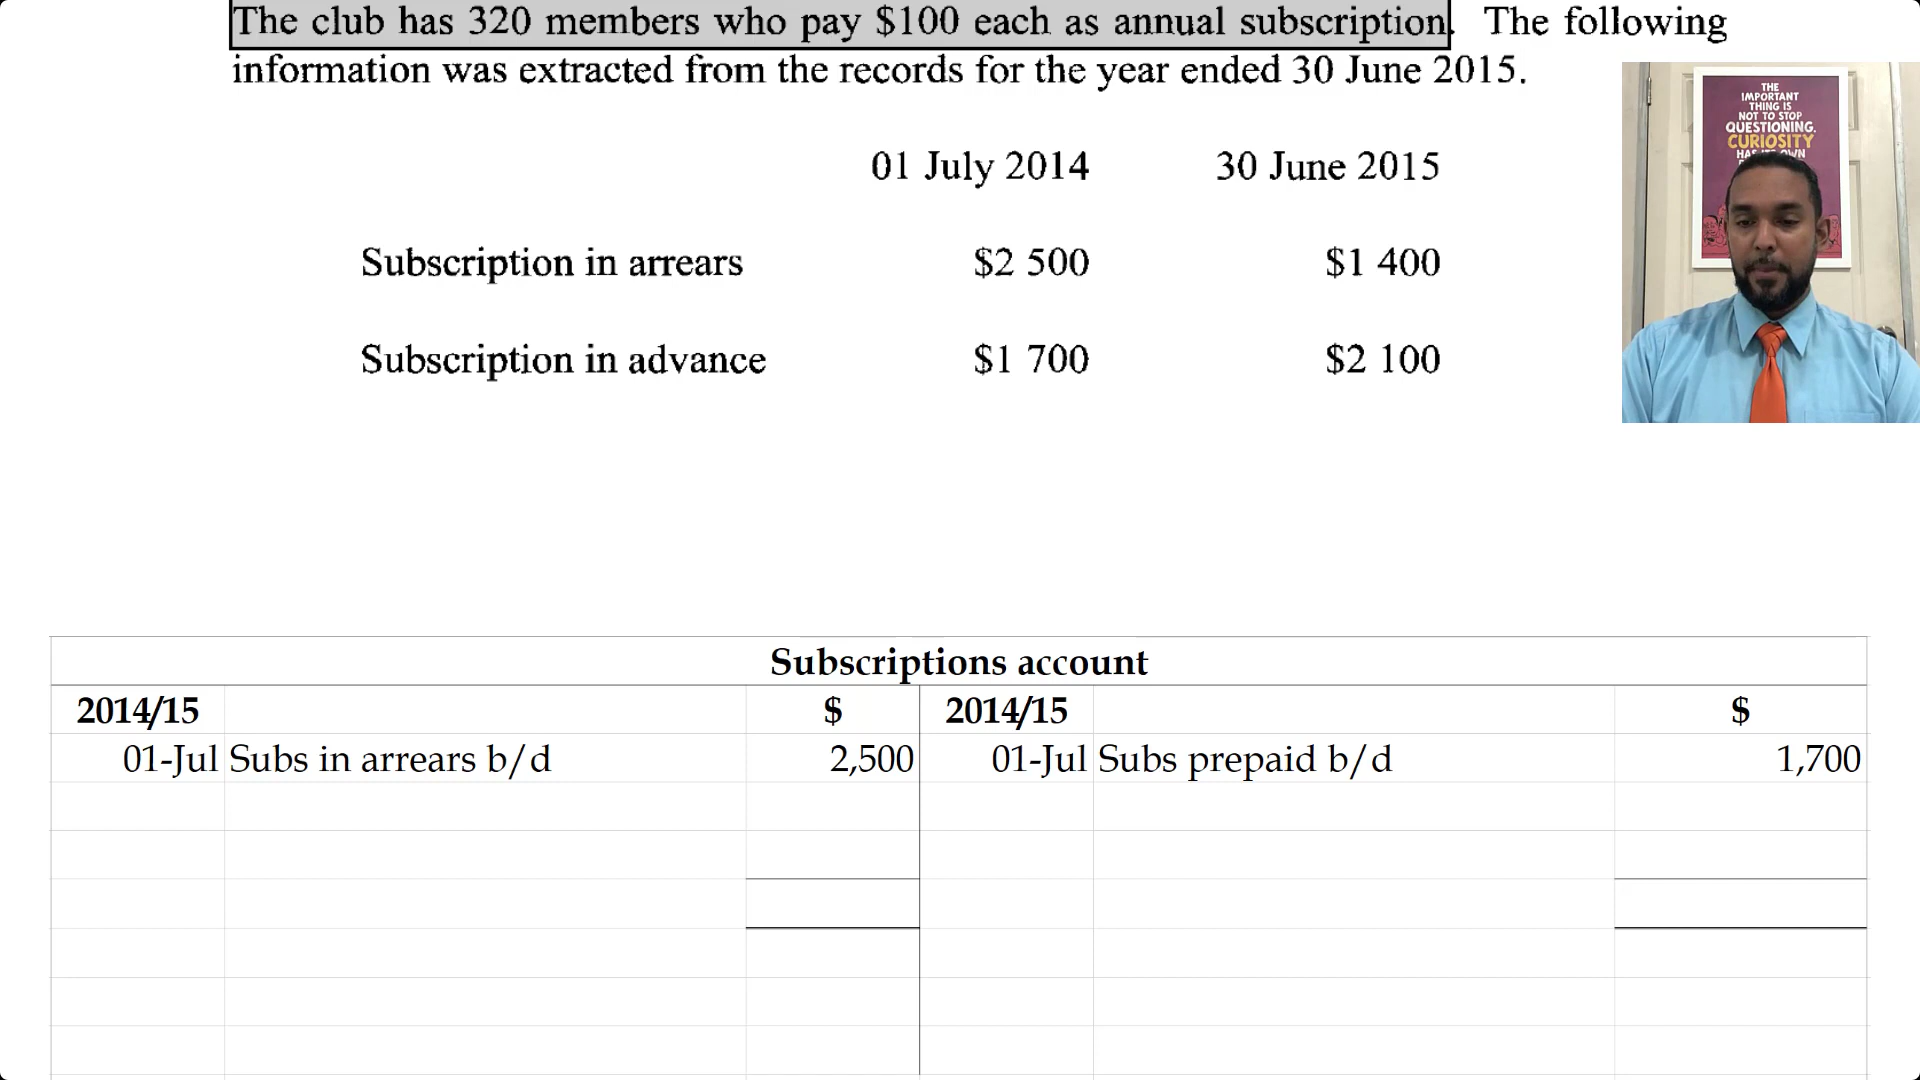 The club has 320 members who pay $100 each as annual subscription. The following
information was extracted from the records for the year ended 30 June 2015.
01 July 2014 30 June 2015
Subscription in arrears $2 500 $1 400
Subscription in advance $1 700 $2 100
THE
IMPORTANT
THING IS
NOT TO STOP
QUESTIONING.
CURIOSITY
HAS ITS OWN
Subscriptions account
2014/15 $ 2014/15 $
01-Jul Subs in arrears b/d 2,500 01-Jul Subs prepaid b/d 1,700